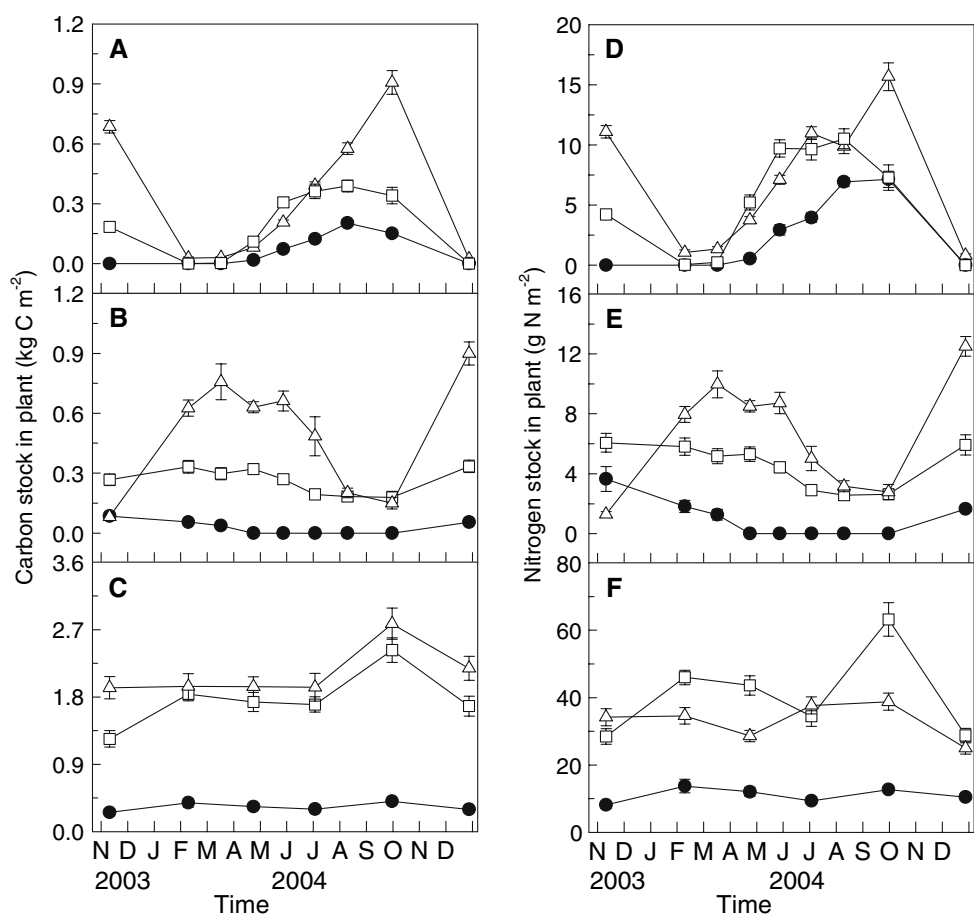 Carbon stock in plant (kg C m-2)
1.2
A
0.9
0.6
0.3
0.0
1.2
B
0.9
0.6
0.3
0.0
3.6
C
2.7
1.8
0.9
0.0
N D J F M A M J J A S O N D
2003 2004
Time
Nitrogen stock in plant (g N m-2)
20
D
15
10
5
0
16
E
12
8
4
0
80
F
60
40
20
0
N D J F M A M J J A S O N D
2003 2004
Time